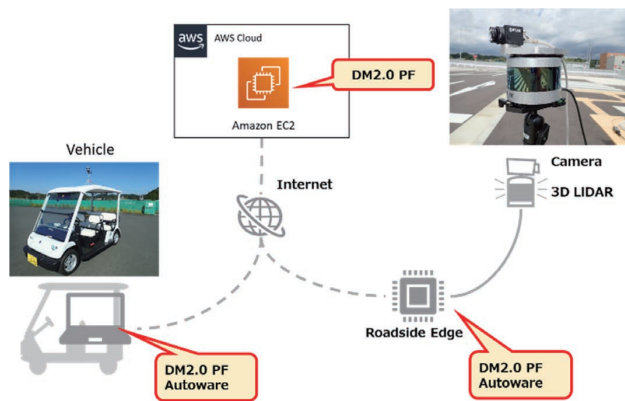 aws
AWS Cloud
DM2.0 PF
Amazon EC2
Vehicle
Internet
Camera
3D LIDAR
Roadside Edge
DM2.0 PF
Autoware
DM2.0 PF
Autoware